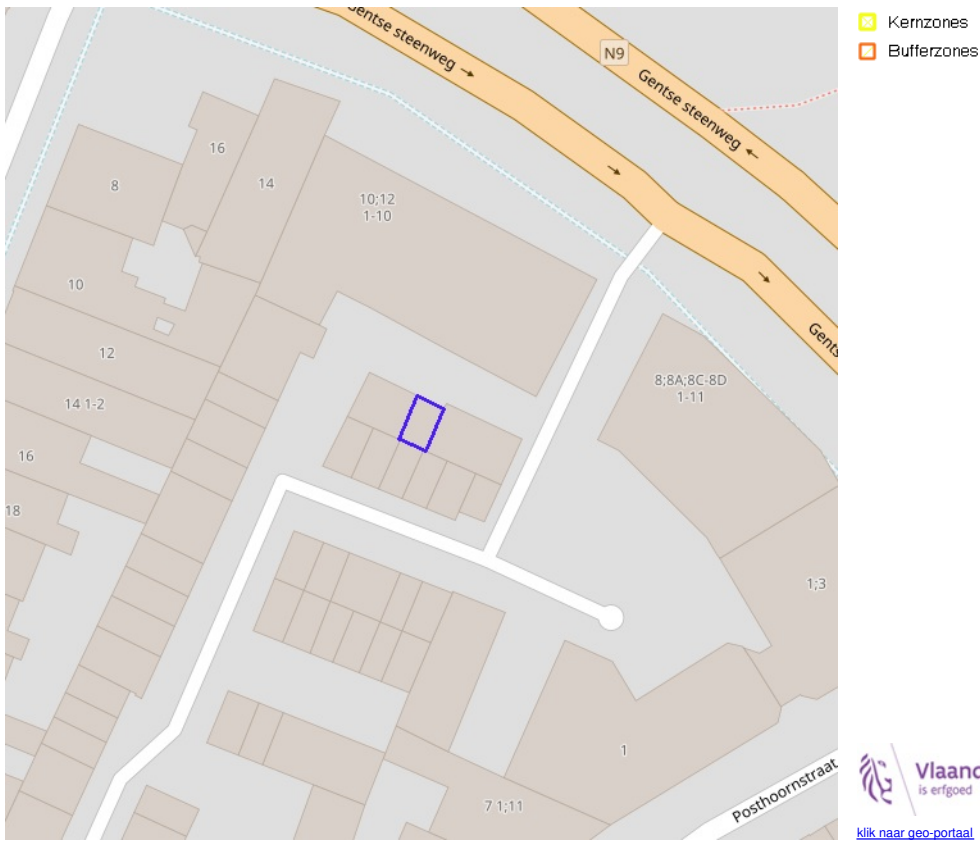 Gentse steenweg →
N9
Gentse steenweg
←
→
→
Gents
16
14
8
10;12
1-10
10
12
14 1-2
16
18
8;8A;8C-8D
1-11
1;3
1
7 1;11
Posthoornstraat
Kernzones
Bufferzones
Vlaand
is erfgoed
klik naar geo-portaal